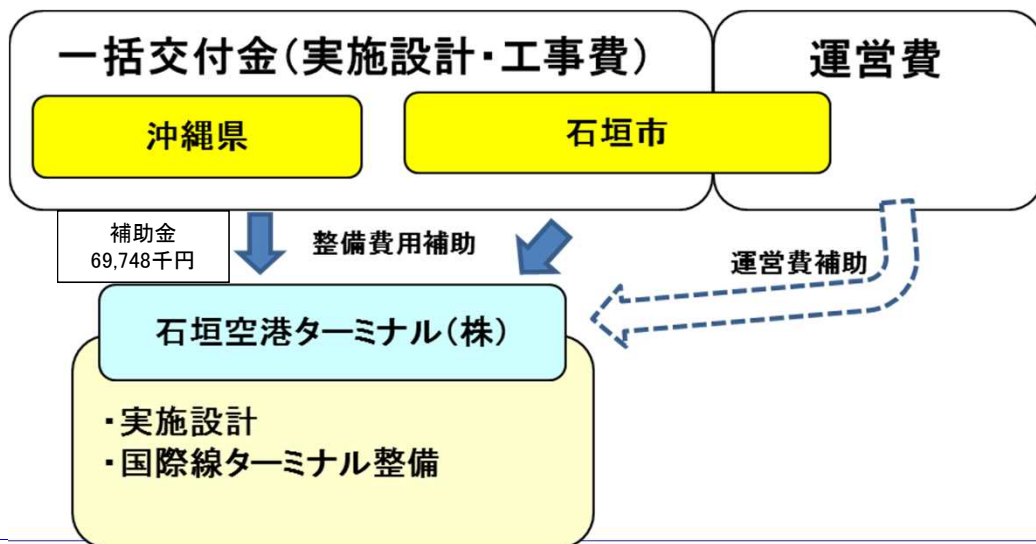 一括交付金（実施設計・工事費）
運営費
沖縄県
石垣市
補助金
69,748千円
整備費用補助
運営費補助
石垣空港ターミナル（株）
・実施設計
・国際線ターミナル整備